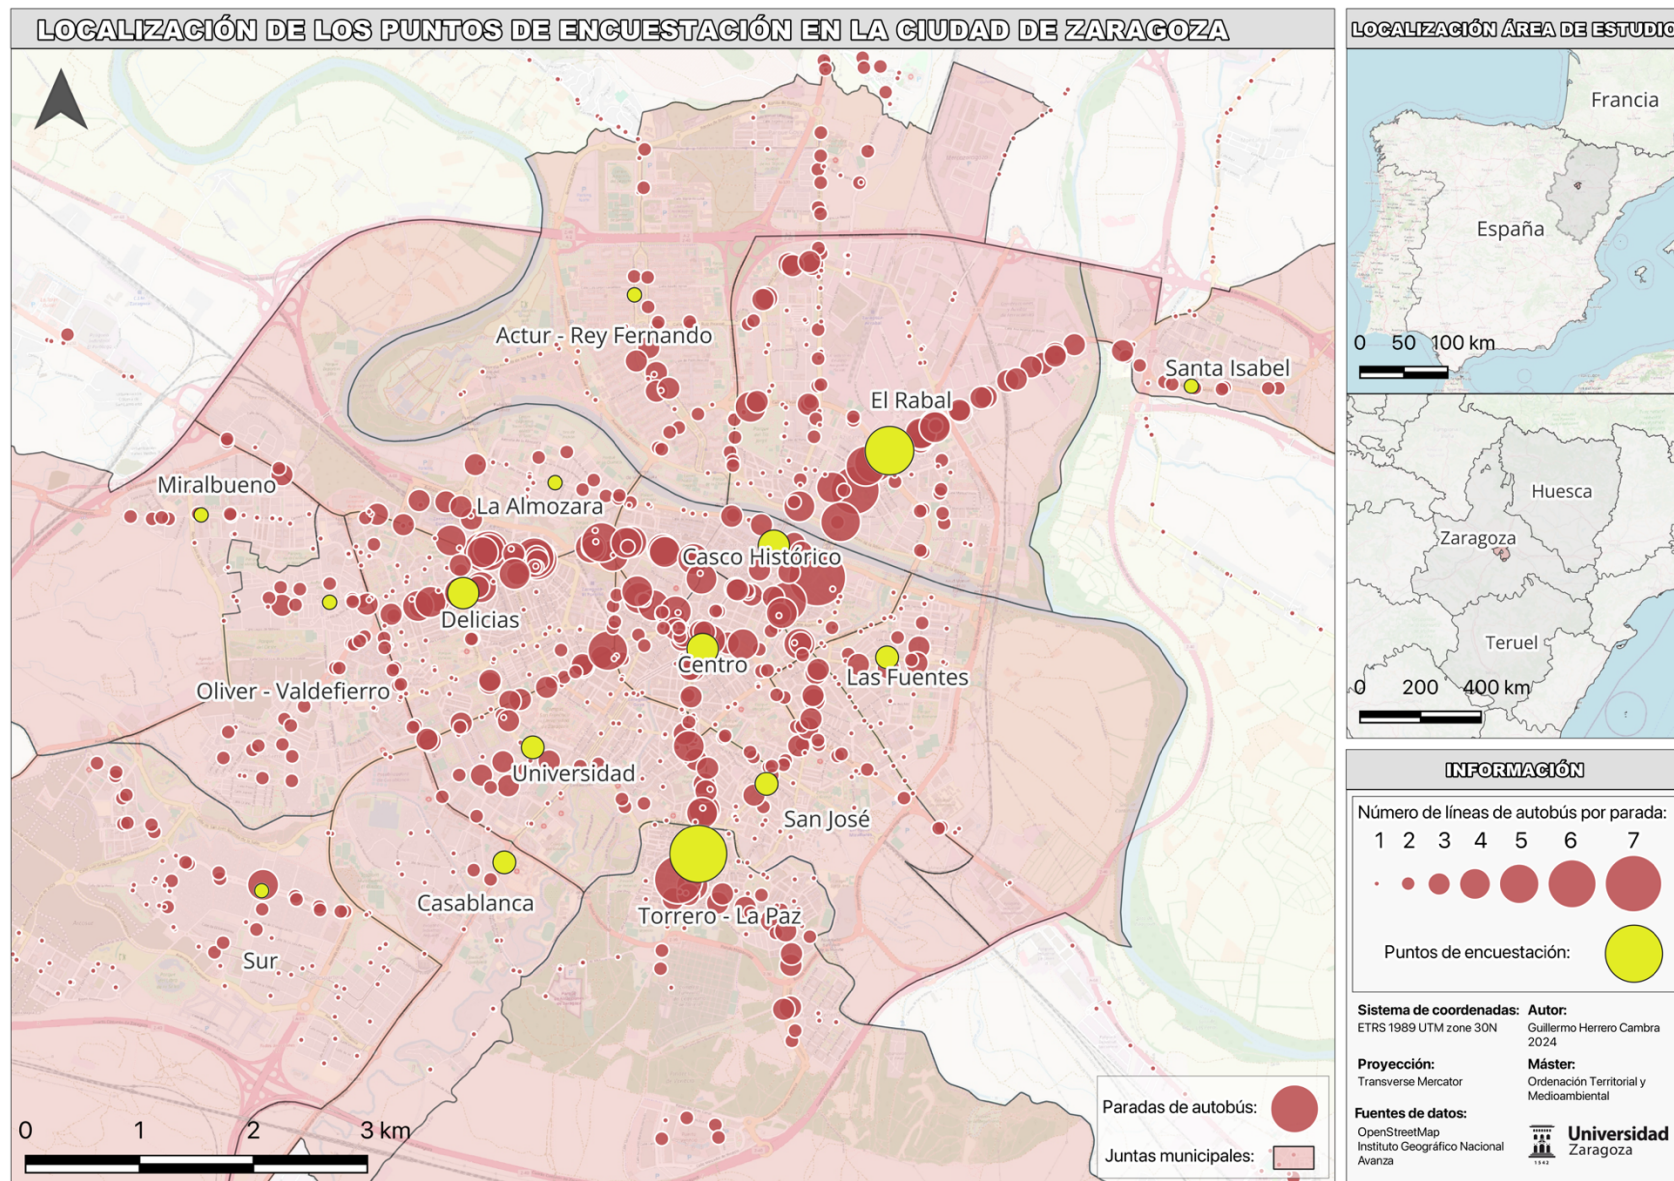 LOCALIZACIÓN DE LOS PUNTOS DE ENCUESTACIÓN EN LA CIUDAD DE ZARAGOZA
Actur - Rey Fernando
Santa Isabel
El Rabal
Miralbueno
La Almozara
Casco Histórico
Delicias
Centro
Las Fuentes
Oliver - Valdefierro
Universidad
San José
Casablanca
Torrero - La Paz
Sur
0 1 2 3 km
Paradas de autobús:
Juntas municipales:
LOCALIZACIÓN ÁREA DE ESTUDIO
Francia
España
0 50 100 km
Huesca
Zaragoza
Teruel
0 200 400 km
INFORMACIÓN
Número de líneas de autobús por parada:
1 2 3 4 5 6 7
Puntos de encuestación:
Sistema de coordenadas:
ETRS 1989 UTM zone 30N
Autor:
Guillermo Herrero Cambra
2024
Proyección:
Transverse Mercator
Máster:
Ordenación Territorial y
Medioambiental
Fuentes de datos:
OpenStreetMap
Instituto Geográfico Nacional
Avanza
1542
Universidad
Zaragoza